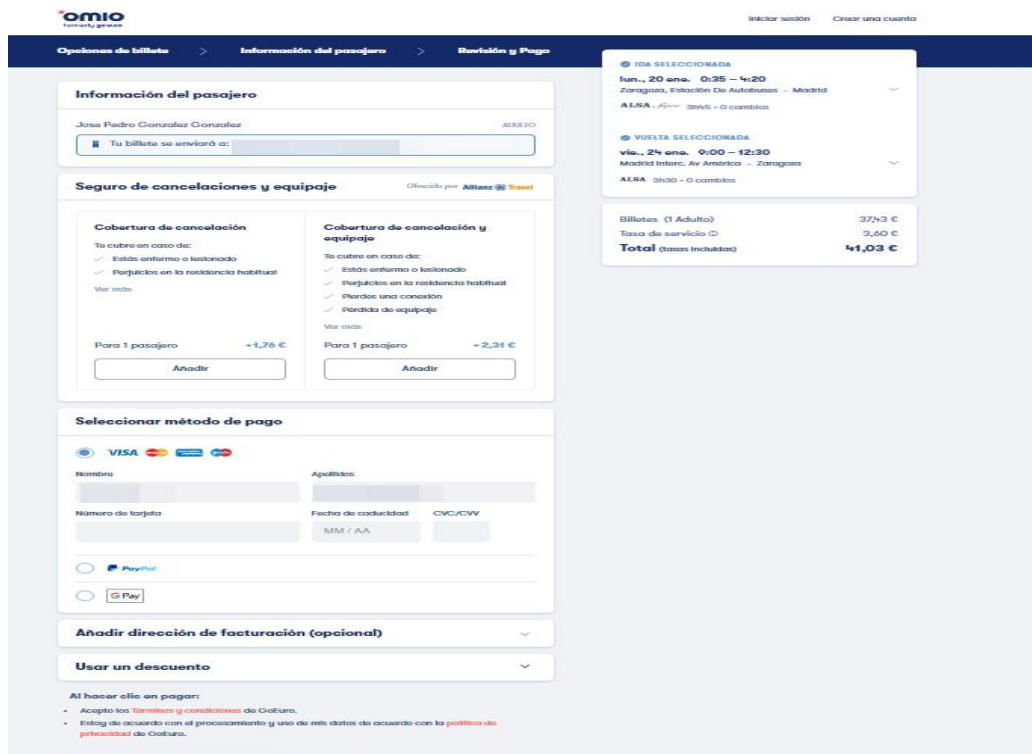 omio
formerly goeuro
Iniciar sesión Crear una cuenta
Opciones de billete > Información del pasajero > Revisión y Pago
Información del pasajero
Jose Pedro Gonzalez Gonzalez ADULTO
Tu billete se enviará a:
Seguro de cancelaciones y equipaje
Ofrecido por Allianz Travel
Cobertura de cancelación
Te cubre en caso de:
Estás enfermo o lesionado
Perjuicios en la residencia habitual
Ver más
Para 1 pasajero +1,76 €
Añadir
Cobertura de cancelación y
equipaje
Te cubre en caso de:
Estás enfermo o lesionado
Perjuicios en la residencia habitual
Pierdes una conexión
Pérdida de equipaje
Ver más
Para 1 pasajero +2,31 €
Añadir
Seleccionar método de pago
VISA
Nombre Apellidos
Número de tarjeta Fecha de caducidad CVC/CVV
MM / AA
PayPal
G Pay
Añadir dirección de facturación (opcional)
Usar un descuento
Al hacer clic en pagar:
Acepto los Términos y condiciones de GoEuro.
Estoy de acuerdo con el procesamiento y uso de mis datos de acuerdo con la política de
privacidad de GoEuro.
IDA SELECCIONADA
lun., 20 ene. 0:35 – 4:20
Zaragoza, Estación De Autobuses – Madrid
ALSA 3h45 • 0 cambios
VUELTA SELECCIONADA
vie., 24 ene. 9:00 – 12:30
Madrid Interc. Av América – Zaragoza
ALSA 3h30 • 0 cambios
Billetes (1 Adulto) 37,43 €
Tasa de servicio 3,60 €
Total (tasas incluidas) 41,03 €